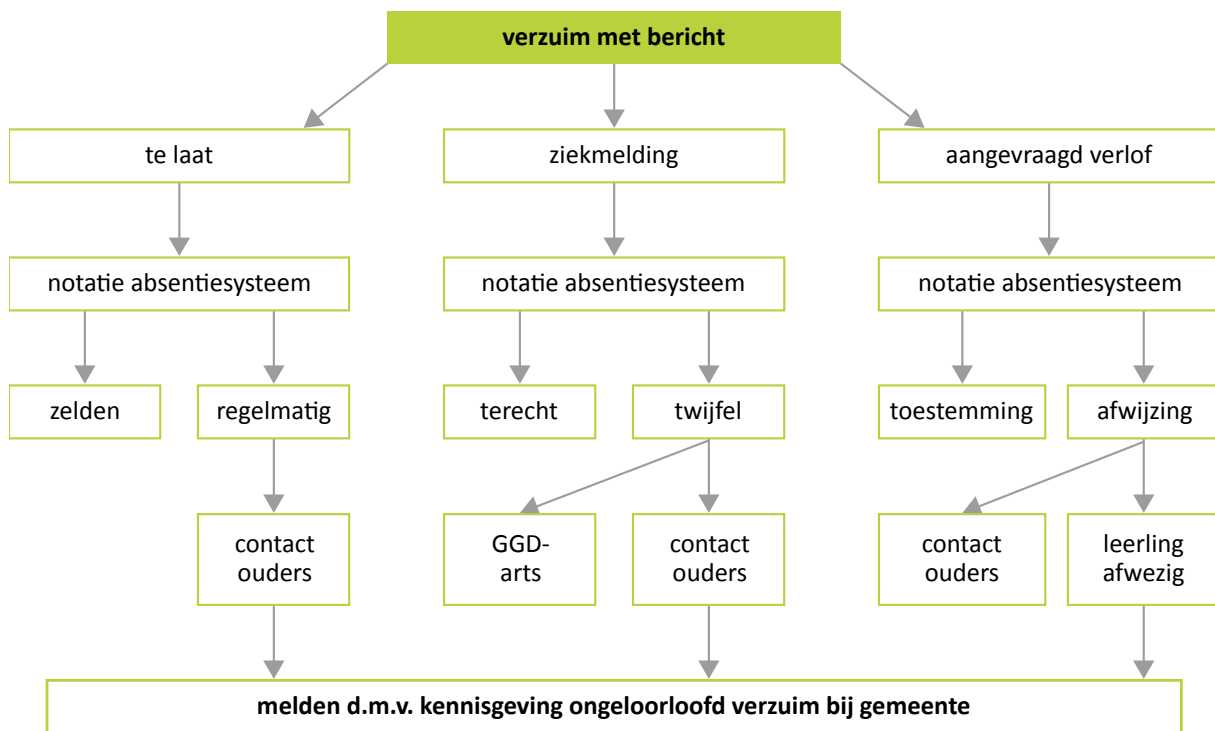 verzuim met bericht
te laat
ziekmelding
aangevraagd verlof
notatie absentiesysteem
notatie absentiesysteem
notatie absentiesysteem
zelden
regelmatig
terecht
twijfel
toestemming
afwijzing
contact
ouders
GGD-
arts
contact
ouders
contact
ouders
leerling
afwezig
melden d.m.v. kennisgeving ongeloorloofd verzuim bij gemeente